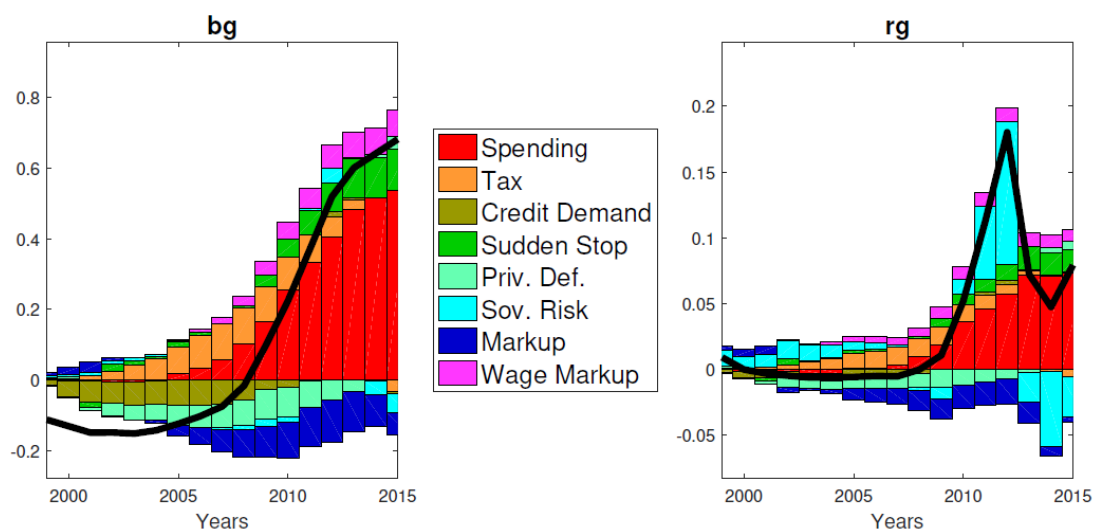 bg
0.8
0.6
0.4
0.2
0
-0.2
2000 2005 2010 2015
Years
Spending
Tax
Credit Demand
Sudden Stop
Priv. Def.
Sov. Risk
Markup
Wage Markup
rg
0.2
0.15
0.1
0.05
0
-0.05
2000 2005 2010 2015
Years